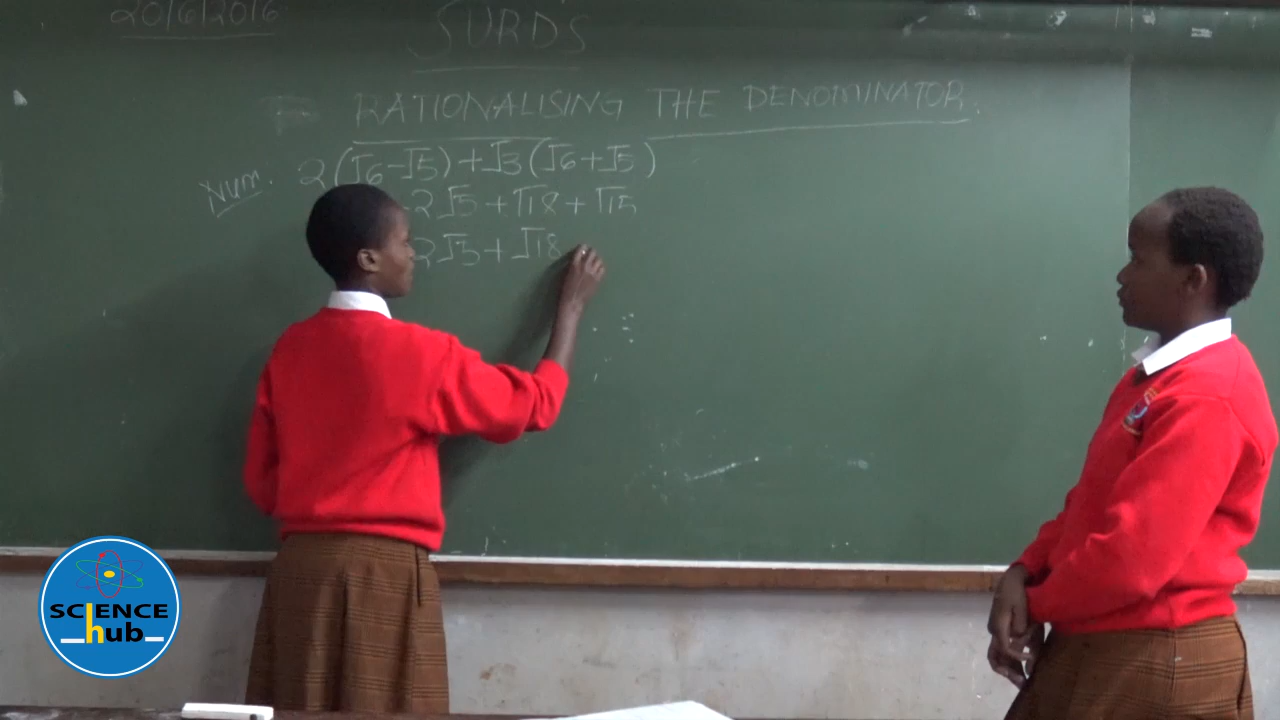 20/6/2016
SURDS
RATIONALISING THE DENOMINATOR.
Num. 2(√6-√5)+√3(√6+√5)
-2√5+√18+√15
2√5+√18
SCIENCE
hub